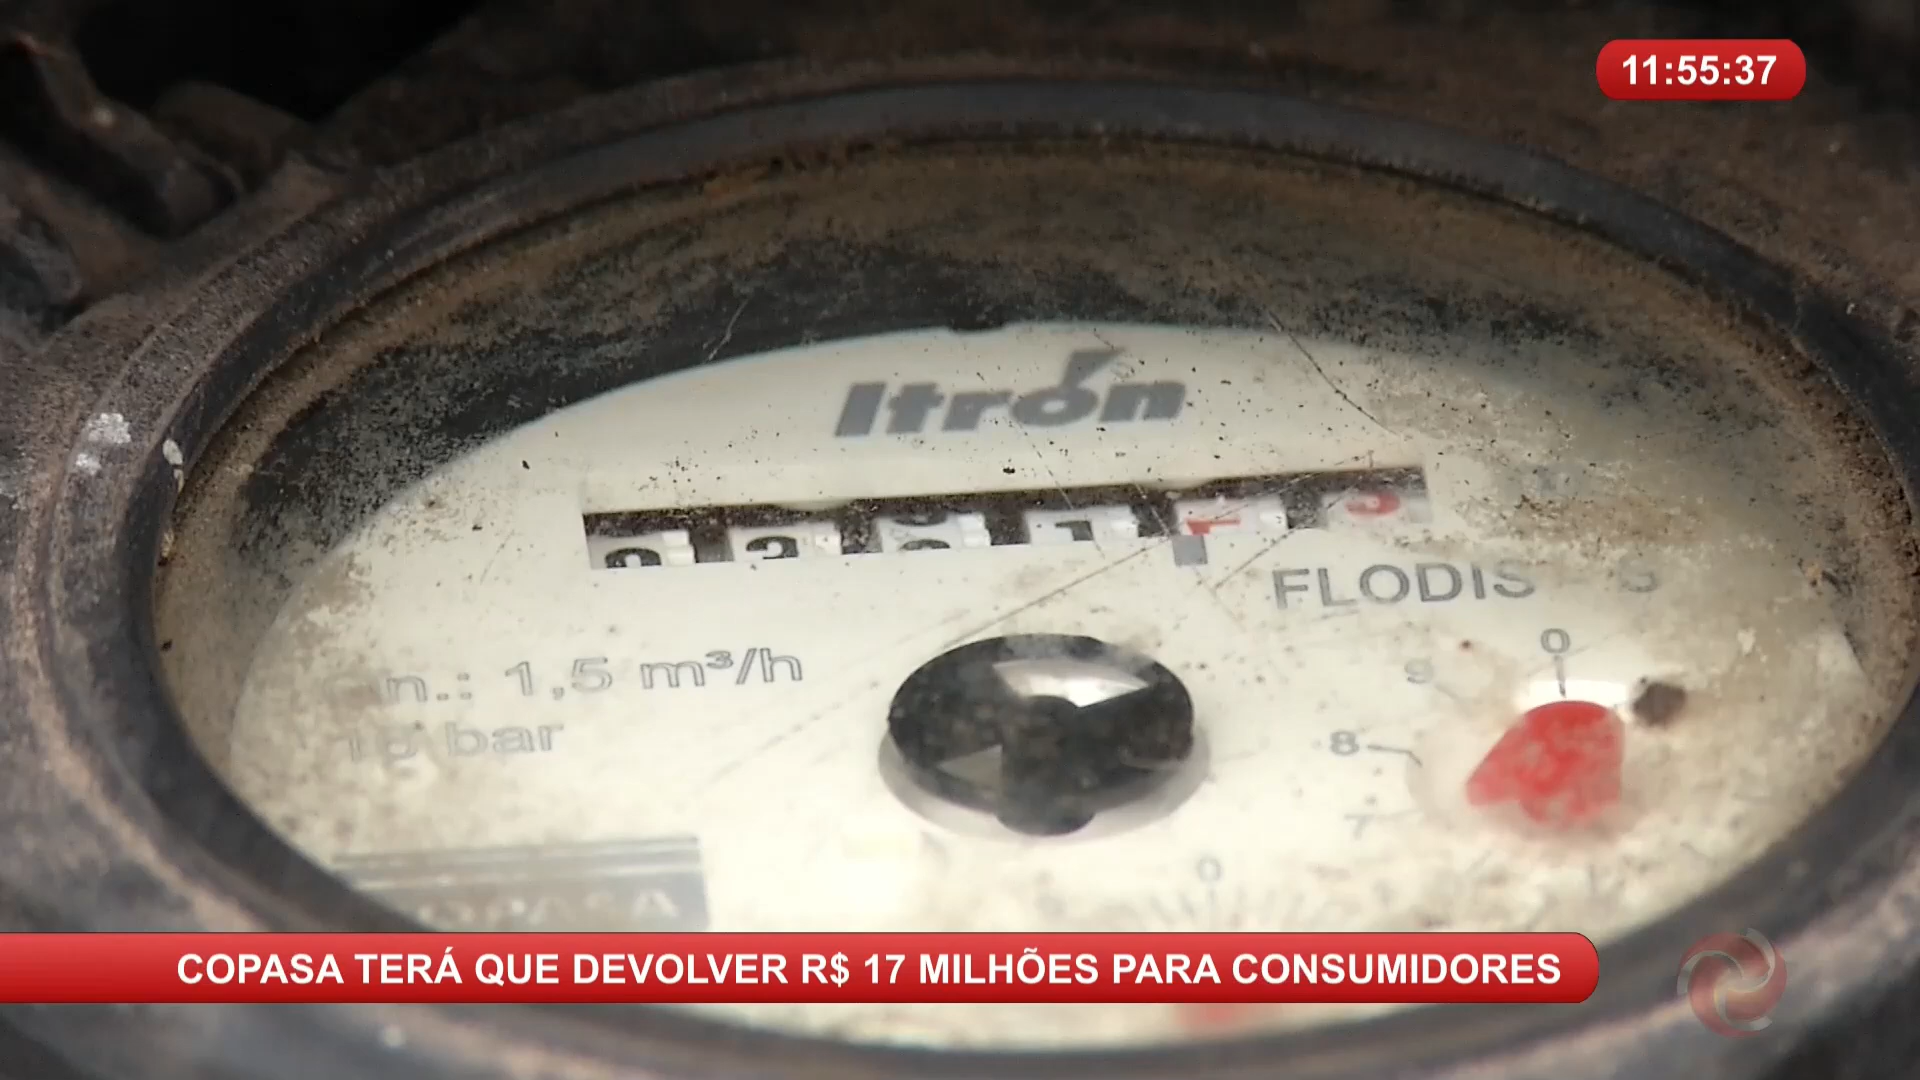 11:55:37
Itrón
FLODIS
n.: 1,5 m³/h
bar
0
9
8
7
0
COPASA TERÁ QUE DEVOLVER R$ 17 MILHÕES PARA CONSUMIDORES